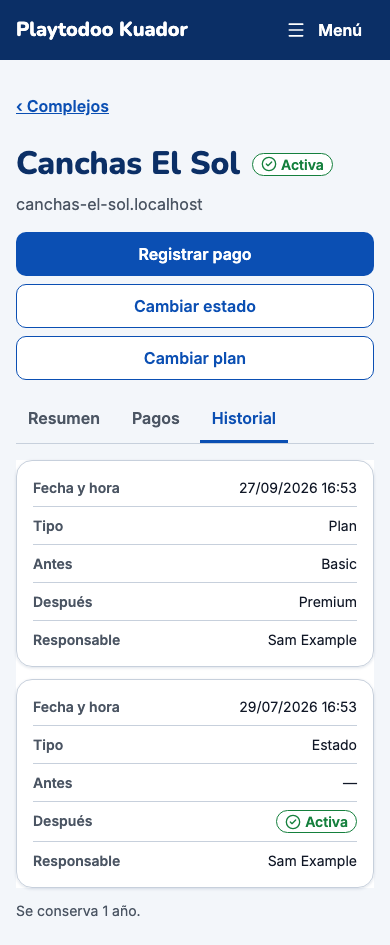 Playtodoo Kuador
Menú
‹ Complejos
Canchas El Sol
Activa
canchas-el-sol.localhost
Registrar pago
Cambiar estado
Cambiar plan
Resumen Pagos Historial
Fecha y hora 27/09/2026 16:53
Tipo Plan
Antes Basic
Después Premium
Responsable Sam Example
Fecha y hora 29/07/2026 16:53
Tipo Estado
Antes —
Después Activa
Responsable Sam Example
Se conserva 1 año.